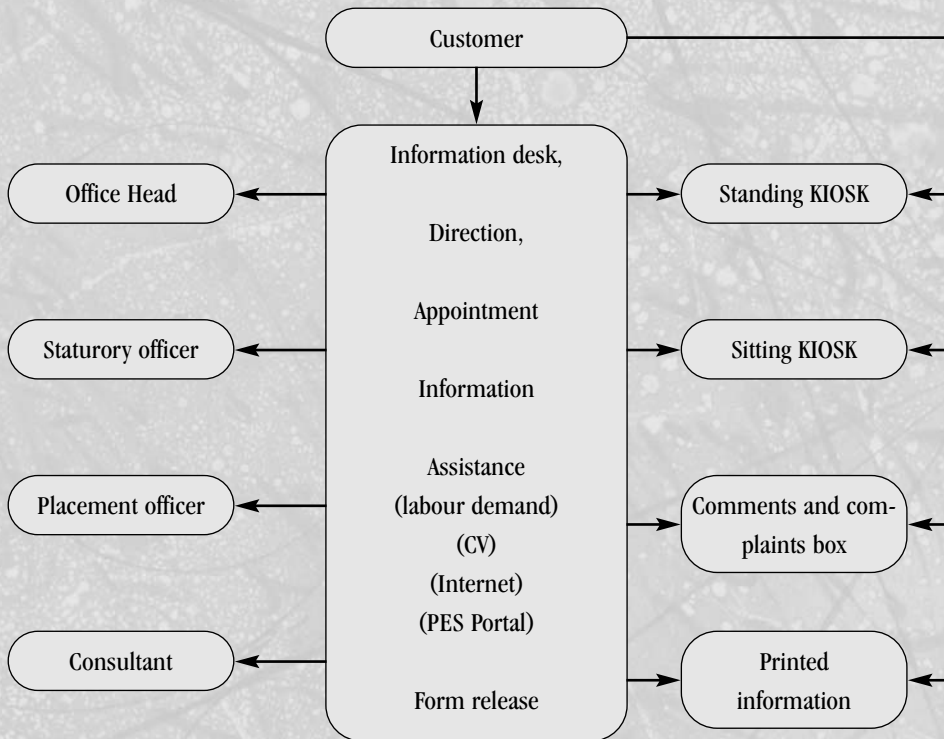 Customer
Information desk,
Direction,
Appointment
Information
Assistance
(labour demand)
(CV)
(Internet)
(PES Portal)
Form release
Office Head
Staturory officer
Placement officer
Consultant
Standing KIOSK
Sitting KIOSK
Comments and com-
plaints box
Printed
information